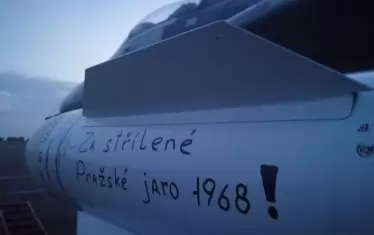 Za střílené
Pražské jaro 1968!